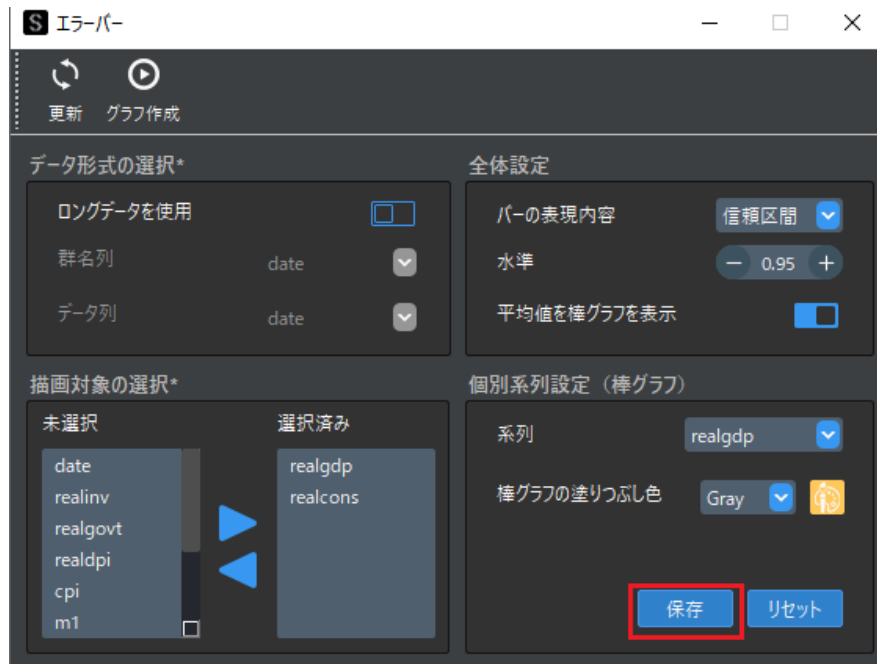 S エラーバー
更新 グラフ作成
データ形式の選択*
ロングデータを使用
群名列 date
データ列 date
全体設定
バーの表現内容 信頼区間
水準 － 0.95 ＋
平均値を棒グラフを表示
描画対象の選択*
未選択 選択済み
date realgdp
realinv realcons
realgovt
realdpi
cpi
m1
個別系列設定（棒グラフ）
系列 realgdp
棒グラフの塗りつぶし色 Gray
保存 リセット